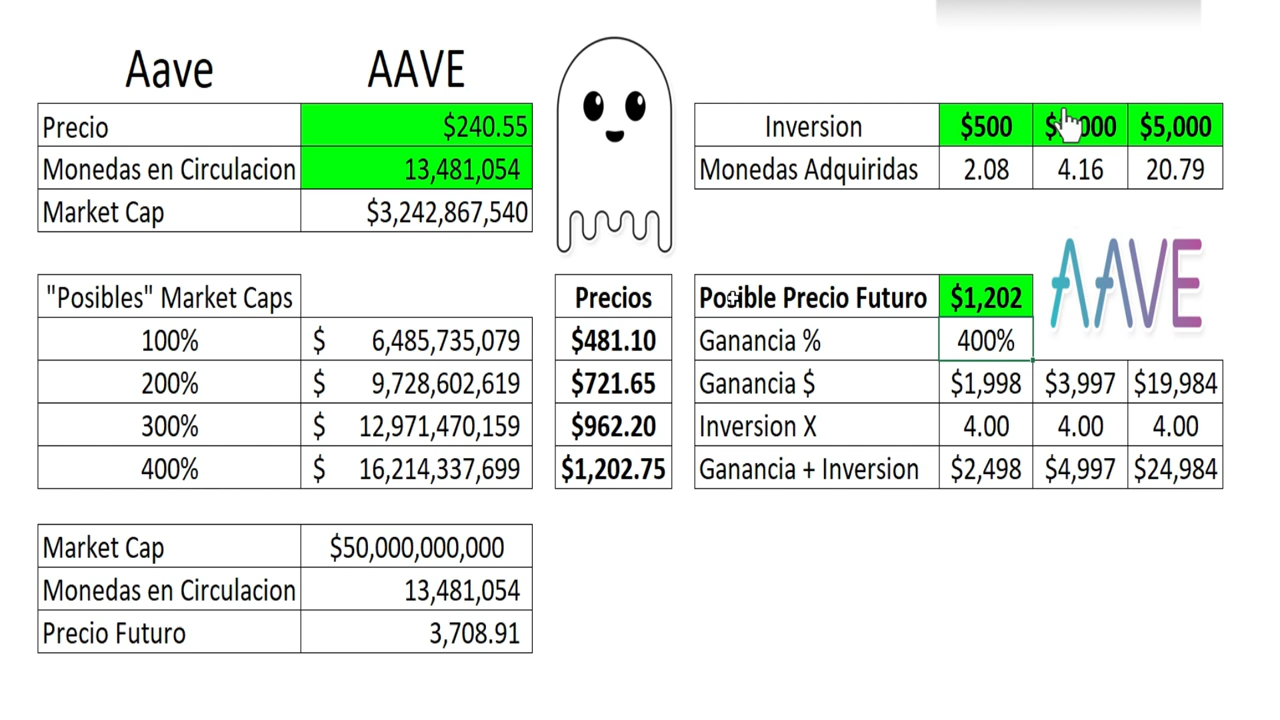 Aave AAVE
Precio $240.55
Monedas en Circulacion 13,481,054
Market Cap $3,242,867,540
Inversion $500 $5,000
Monedas Adquiridas 2.08 4.16 20.79
AAVE
"Posibles" Market Caps Precios
100% $ 6,485,735,079 $481.10
200% $ 9,728,602,619 $721.65
300% $ 12,971,470,159 $962.20
400% $ 16,214,337,699 $1,202.75
Posible Precio Futuro $1,202
Ganancia % 400%
Ganancia $ $1,998 $3,997 $19,984
Inversion X 4.00 4.00 4.00
Ganancia + Inversion $2,498 $4,997 $24,984
Market Cap $50,000,000,000
Monedas en Circulacion 13,481,054
Precio Futuro 3,708.91